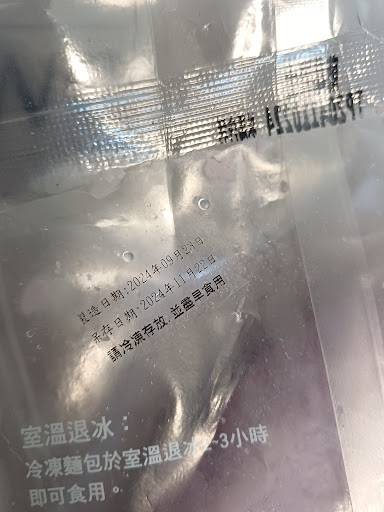 製造日期:2024年09月23日
保存日期:2024年11月22日
請冷凍存放,並盡早食用
室溫退冰：
冷凍麵包於室溫退冰2~3小時
即可食用。